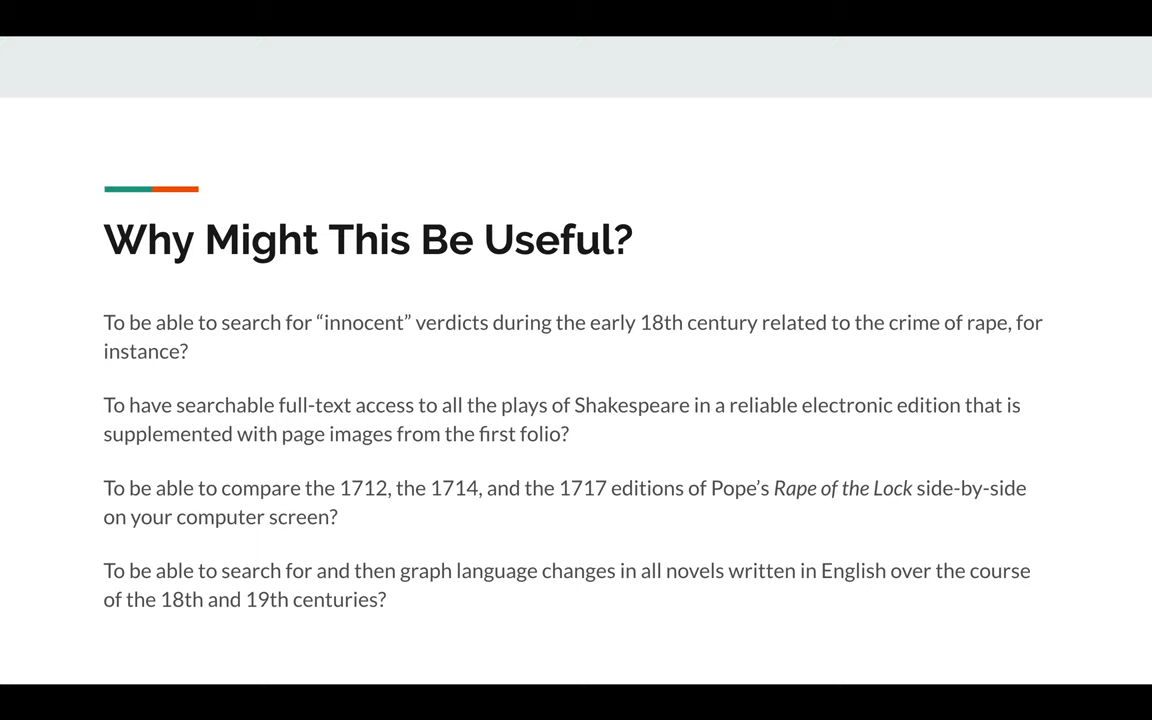 Why Might This Be Useful?
To be able to search for “innocent” verdicts during the early 18th century related to the crime of rape, for
instance?
To have searchable full-text access to all the plays of Shakespeare in a reliable electronic edition that is
supplemented with page images from the first folio?
To be able to compare the 1712, the 1714, and the 1717 editions of Pope’s Rape of the Lock side-by-side
on your computer screen?
To be able to search for and then graph language changes in all novels written in English over the course
of the 18th and 19th centuries?